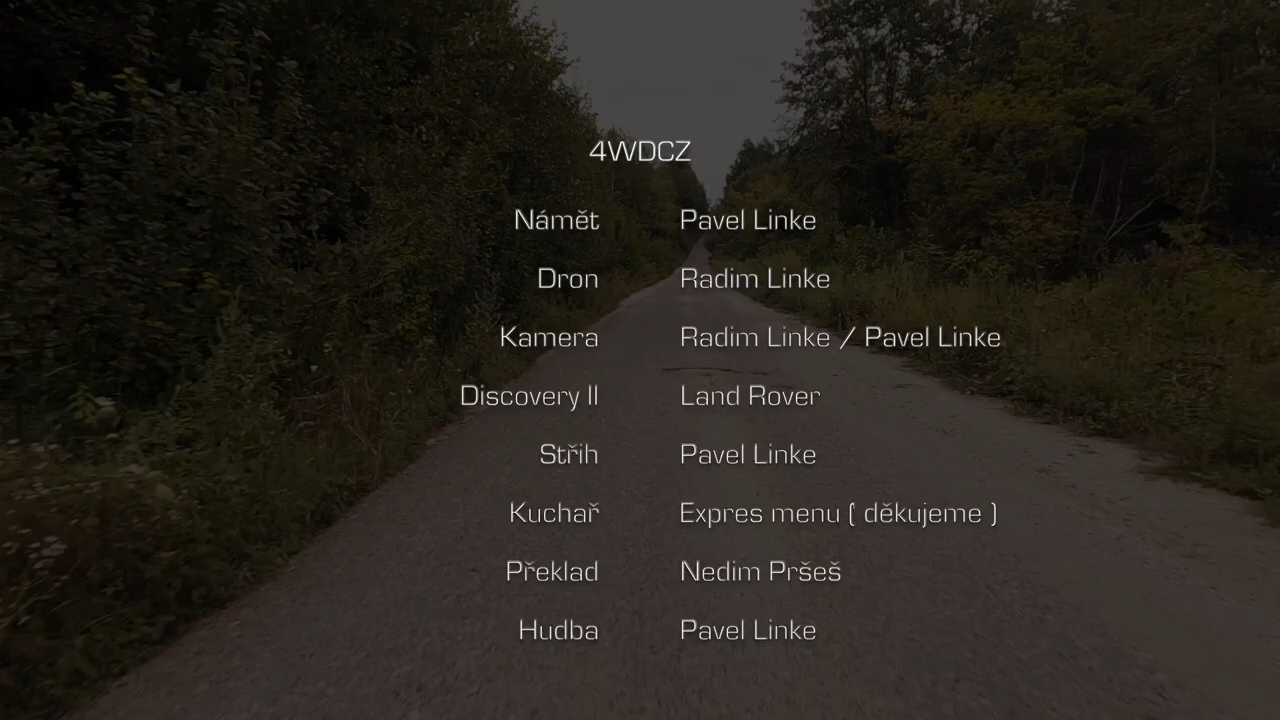 4WDCZ
Námět Pavel Linke
Dron Radim Linke
Kamera Radim Linke / Pavel Linke
Discovery II Land Rover
Střih Pavel Linke
Kuchař Expres menu ( děkujeme )
Překlad Nedim Pršeš
Hudba Pavel Linke